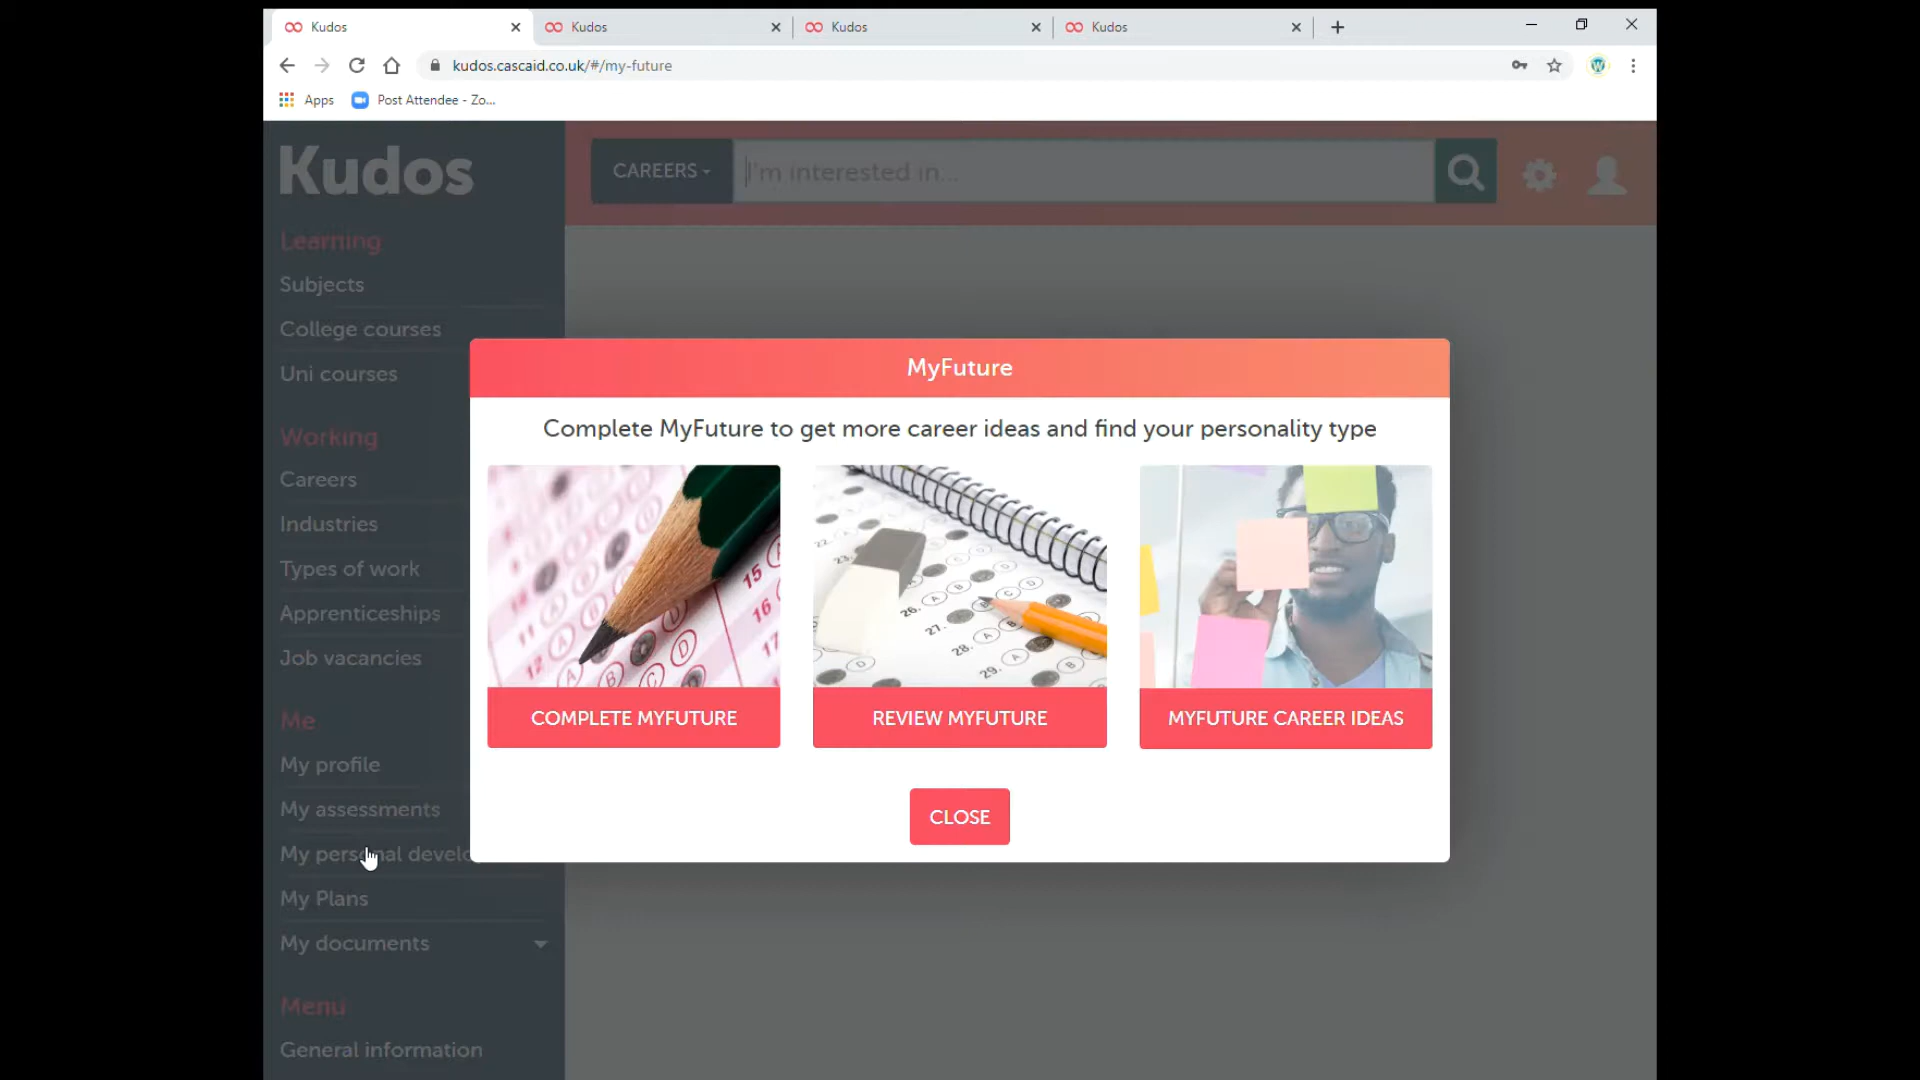 Kudos
Kudos
Kudos
Kudos
kudos.cascaid.co.uk/#/my-future
Apps
Post Attendee - Zo...
Kudos
CAREERS
I'm interested in...
Learning
Subjects
College courses
Uni courses
Working
Careers
Industries
Types of work
Apprenticeships
Job vacancies
Me
My profile
My assessments
My personal develo
My Plans
My documents
Menu
General information
MyFuture
Complete MyFuture to get more career ideas and find your personality type
COMPLETE MYFUTURE
REVIEW MYFUTURE
MYFUTURE CAREER IDEAS
CLOSE